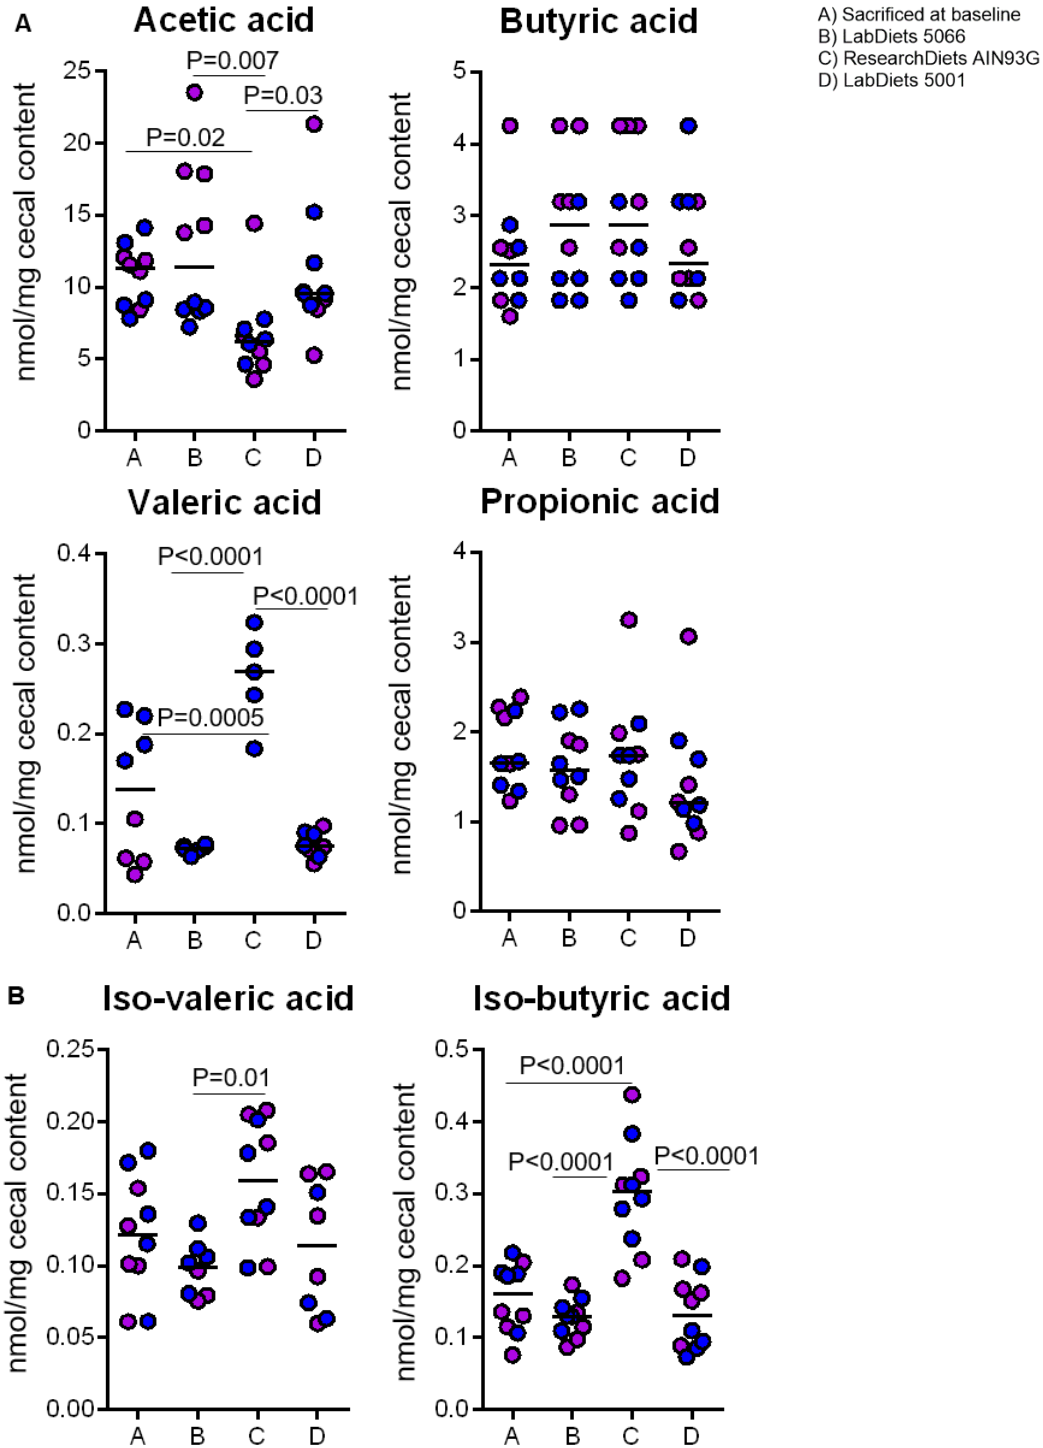 A
Acetic acid
P=0.007
P=0.03
P=0.02
nmol/mg cecal content
25
20
15
10
5
0
A B C D
Butyric acid
nmol/mg cecal content
5
4
3
2
1
0
A B C D
A) Sacrificed at baseline
B) LabDiets 5066
C) ResearchDiets AIN93G
D) LabDiets 5001
Valeric acid
P<0.0001
P<0.0001
P=0.0005
nmol/mg cecal content
0.4
0.3
0.2
0.1
0.0
A B C D
Propionic acid
nmol/mg cecal content
4
3
2
1
0
A B C D
B
Iso-valeric acid
P=0.01
nmol/mg cecal content
0.25
0.20
0.15
0.10
0.05
0.00
A B C D
Iso-butyric acid
P<0.0001
P<0.0001
P<0.0001
nmol/mg cecal content
0.5
0.4
0.3
0.2
0.1
0.0
A B C D